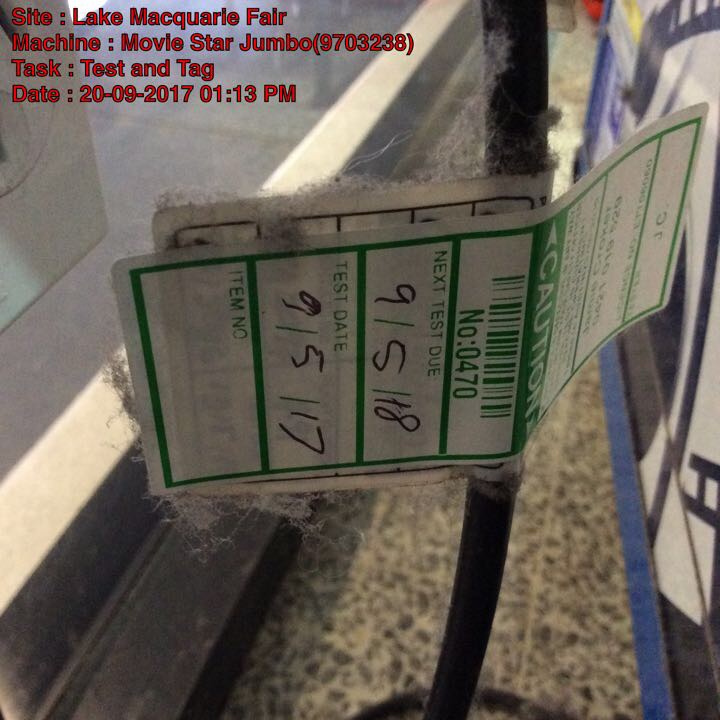 Site : Lake Macquarie Fair
Machine : Movie Star Jumbo(9703238)
Task : Test and Tag
Date : 20-09-2017 01:13 PM
CAUTION
No:0470
NEXT TEST DUE
9/5/18
TEST DATE
9/5/17
ITEM NO